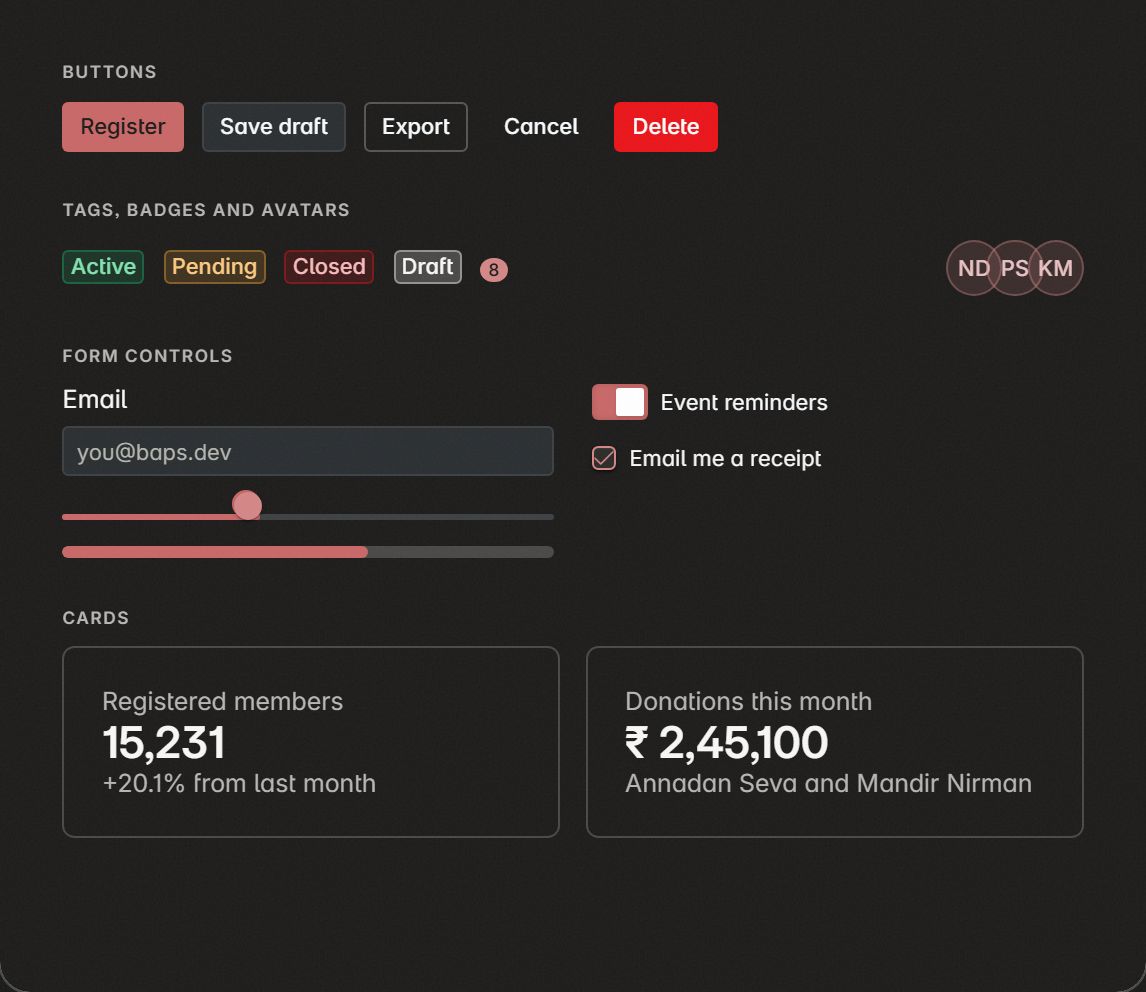 BUTTONS
Register Save draft Export Cancel Delete
TAGS, BADGES AND AVATARS
Active Pending Closed Draft 8 ND PS KM
FORM CONTROLS
Email
you@baps.dev
Event reminders
Email me a receipt
CARDS
Registered members
15,231
+20.1% from last month
Donations this month
₹ 2,45,100
Annadan Seva and Mandir Nirman